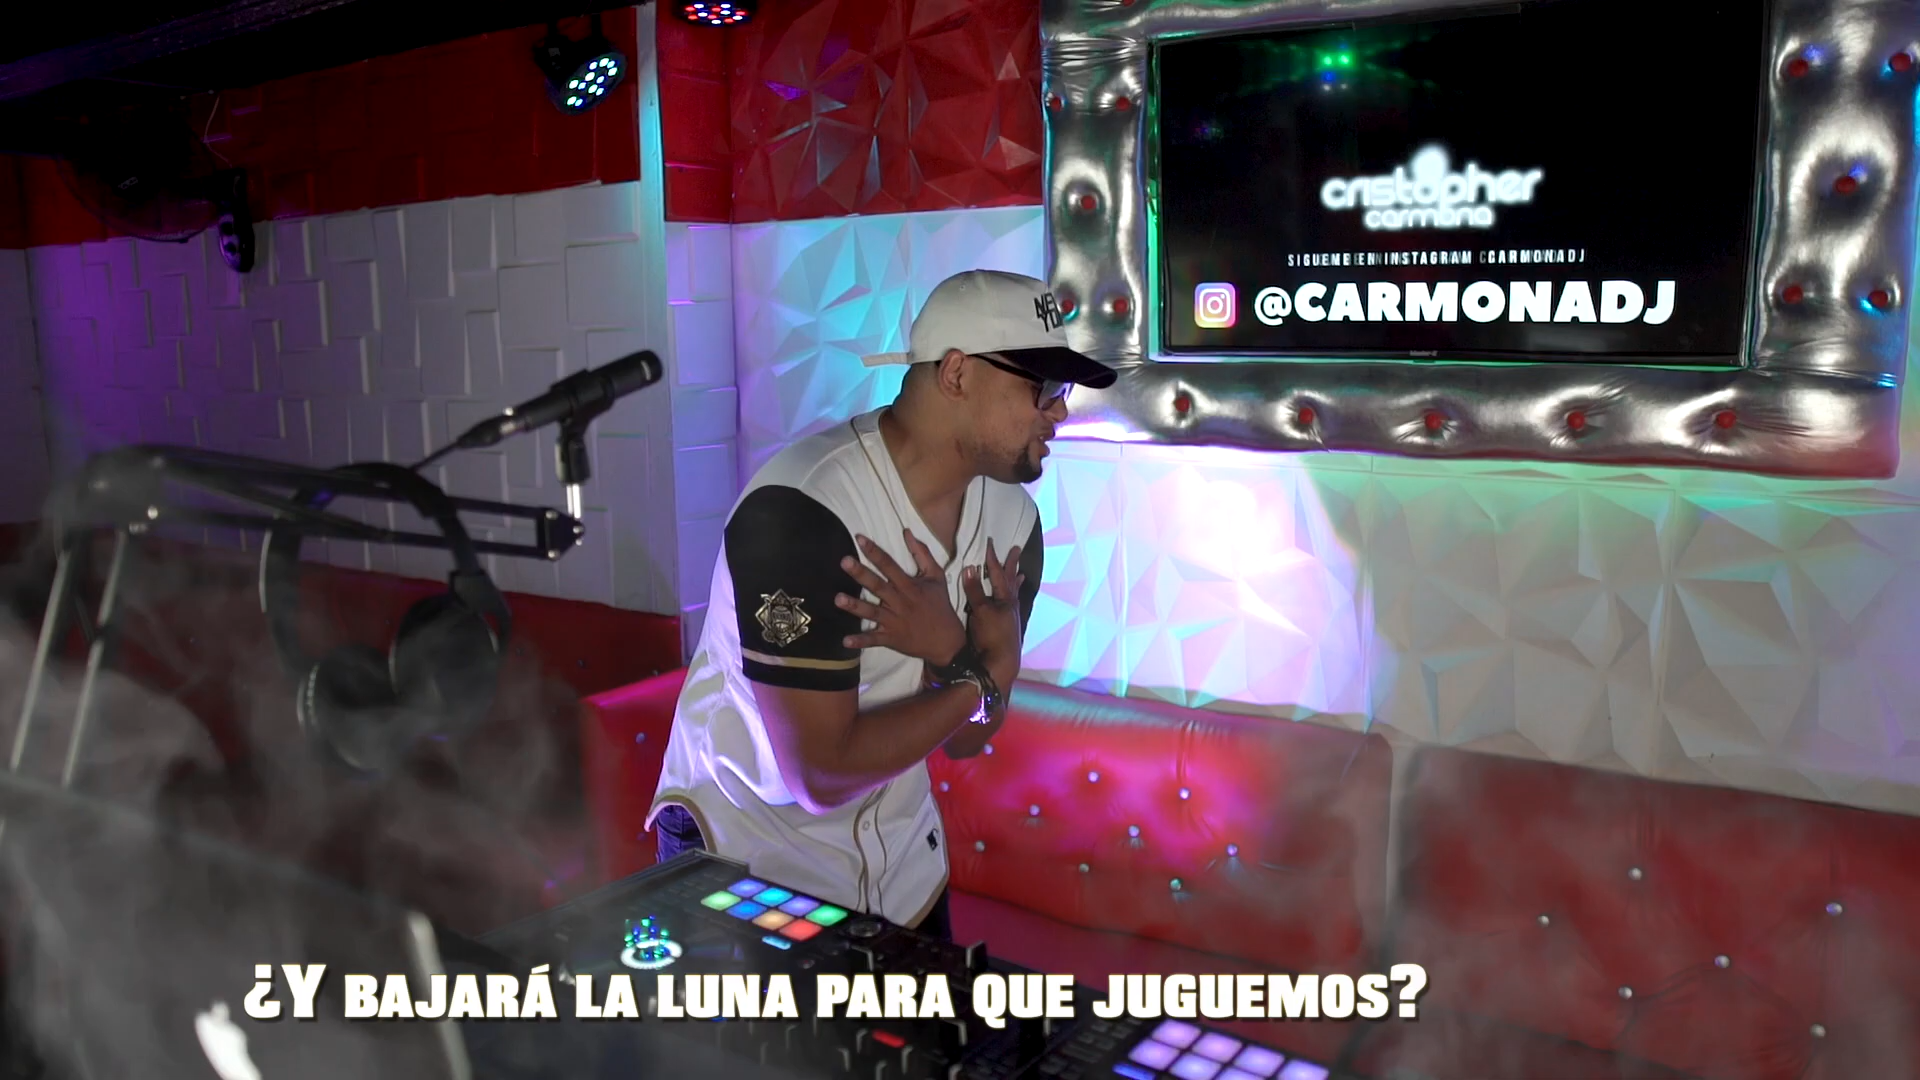 cristopher
carmona
SIGUEME EN INSTAGRAM CARMONADJ
@CARMONADJ
¿Y BAJARÁ LA LUNA PARA QUE JUGUEMOS?